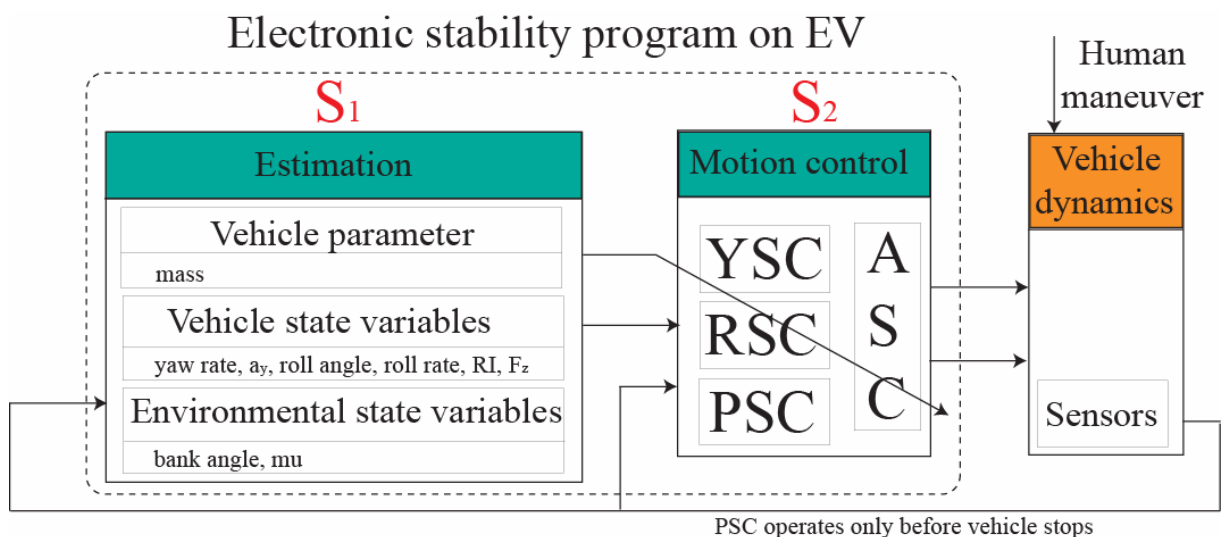 Electronic stability program on EV
S1
S2
Human
maneuver
Estimation
Motion control
Vehicle
dynamics
Vehicle parameter
mass
Vehicle state variables
yaw rate, ay, roll angle, roll rate, RI, Fz
Environmental state variables
bank angle, mu
YSC
RSC
PSC
A
S
C
Sensors
PSC operates only before vehicle stops